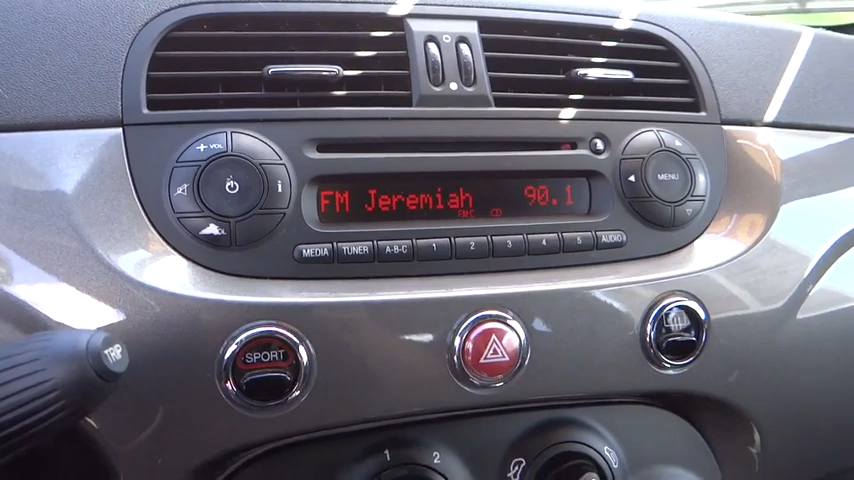 + VOL
MENU
i
FM Jeremiah 90.1
FM-C CD
MEDIA TUNER A-B-C 1 2 3 4 5 AUDIO
TRIP
SPORT
1 2